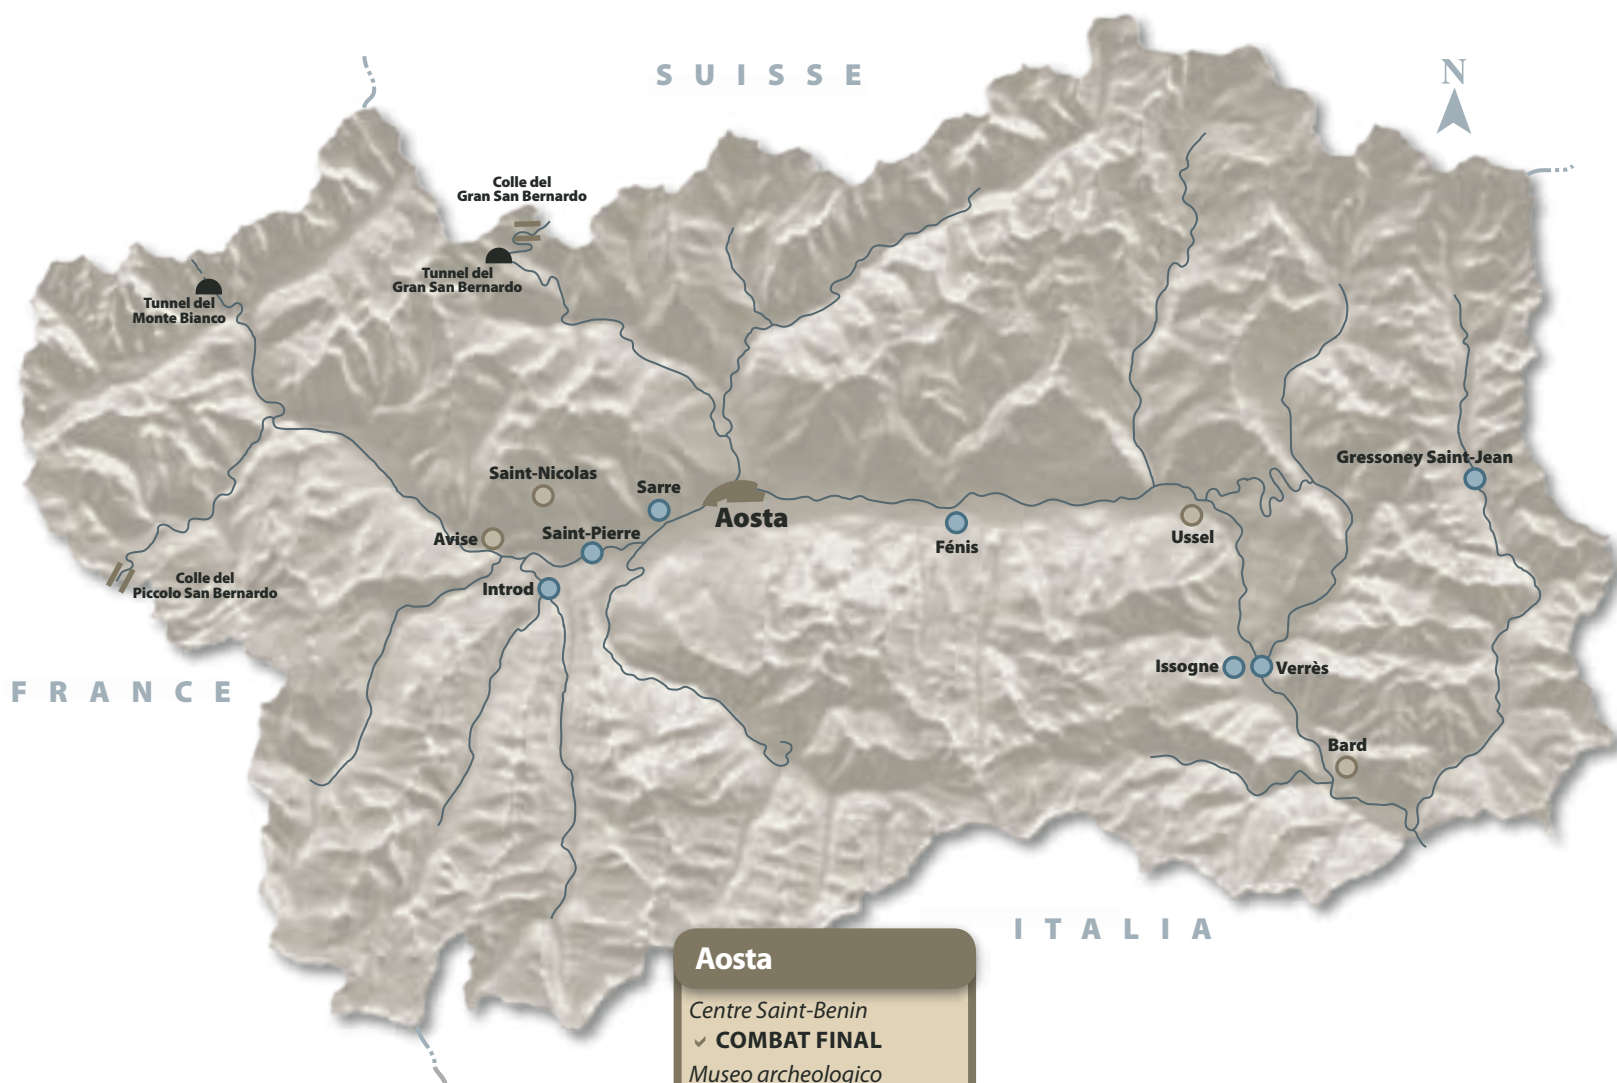 SUISSE
N
Colle del
Gran San Bernardo
Tunnel del
Gran San Bernardo
Tunnel del
Monte Bianco
Saint-Nicolas
Sarre
Gressoney Saint-Jean
Aosta
Avise
Saint-Pierre
Fénis
Ussel
Colle del
Piccolo San Bernardo
Introd
Issogne
Verrès
FRANCE
Bard
ITALIA
Aosta
Centre Saint-Benin
COMBAT FINAL
Museo archeologico